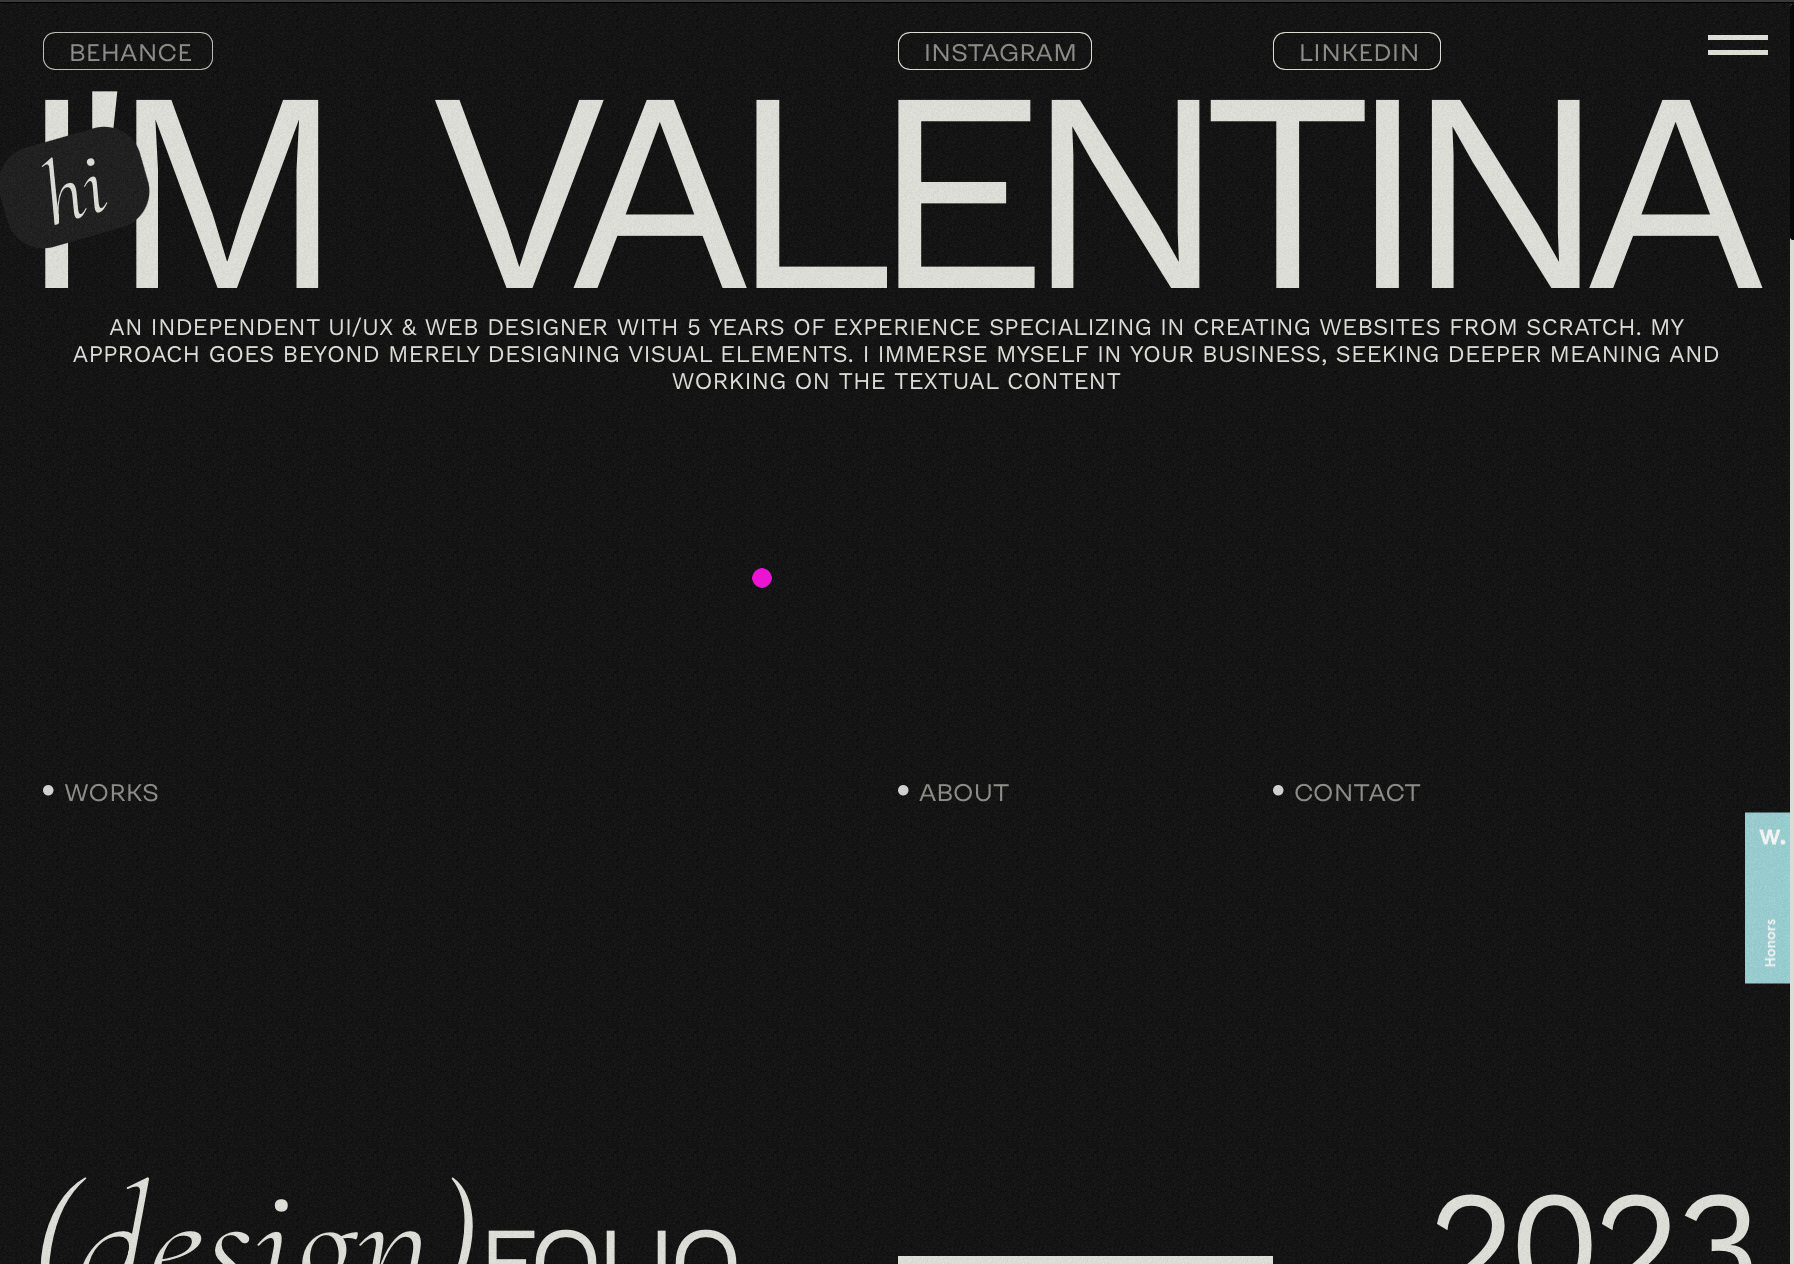 BEHANCE
INSTAGRAM
LINKEDIN
I'M VALENTINA
hi
AN INDEPENDENT UI/UX & WEB DESIGNER WITH 5 YEARS OF EXPERIENCE SPECIALIZING IN CREATING WEBSITES FROM SCRATCH. MY
APPROACH GOES BEYOND MERELY DESIGNING VISUAL ELEMENTS. I IMMERSE MYSELF IN YOUR BUSINESS, SEEKING DEEPER MEANING AND
WORKING ON THE TEXTUAL CONTENT
WORKS
ABOUT
CONTACT
W.
Honors
(design)FOLIO
2023